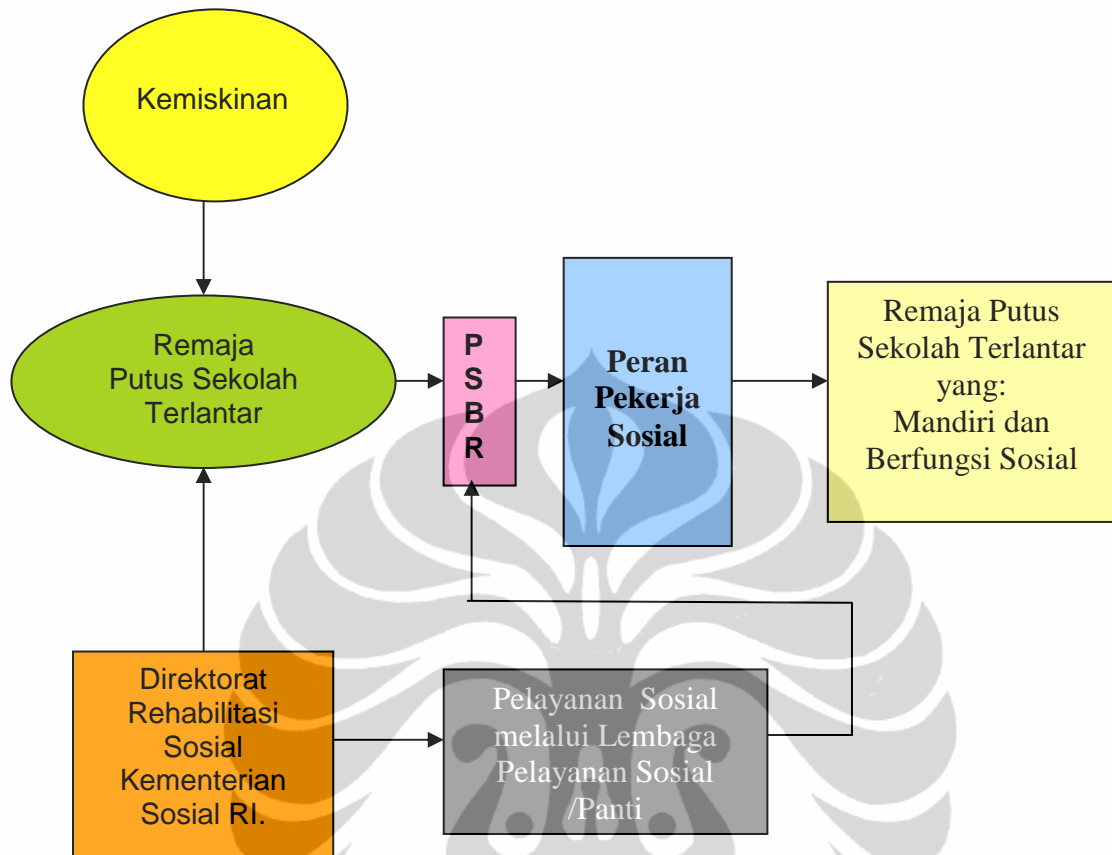 Kemiskinan
Remaja
Putus Sekolah
Terlantar
P
S
B
R
Peran
Pekerja
Sosial
Remaja Putus
Sekolah Terlantar
yang:
Mandiri dan
Berfungsi Sosial
Direktorat
Rehabilitasi
Sosial
Kementerian
Sosial RI.
Pelayanan Sosial
melalui Lembaga
Pelayanan Sosial
/Panti